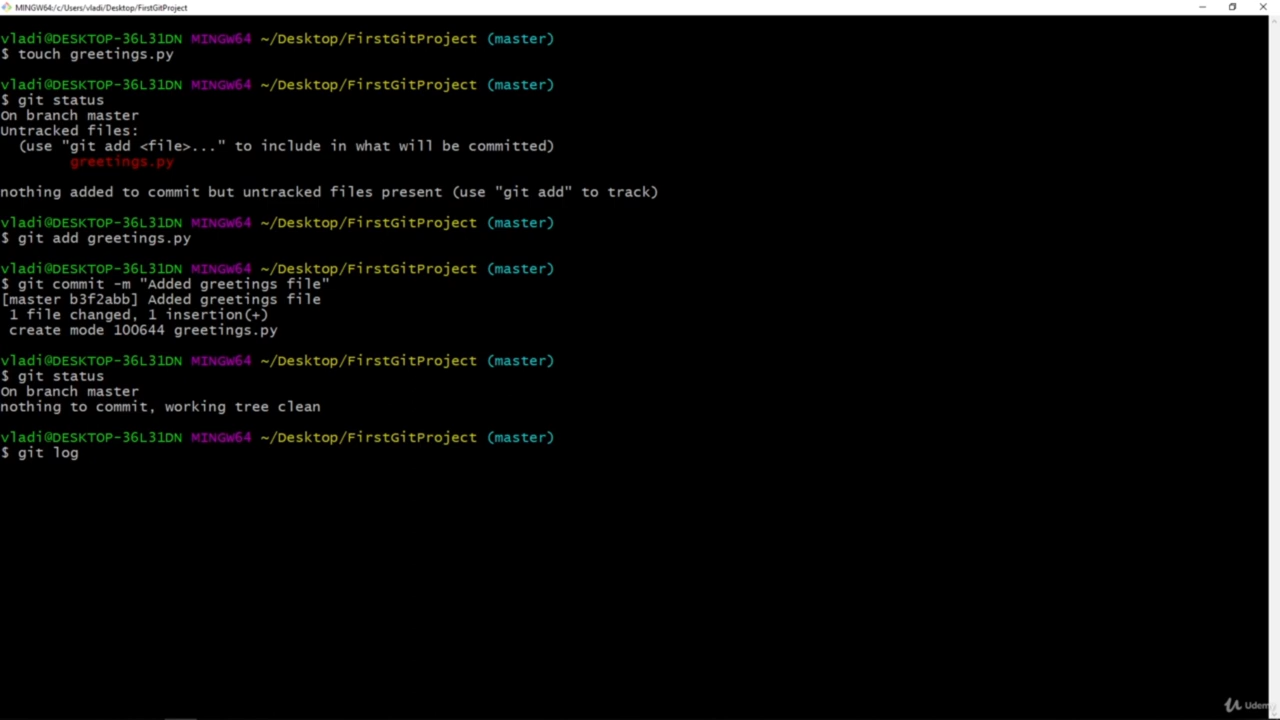 MINGW64:/c/Users/vladi/Desktop/FirstGitProject
vladi@DESKTOP-36L31DN MINGW64 ~/Desktop/FirstGitProject (master)
$ touch greetings.py
vladi@DESKTOP-36L31DN MINGW64 ~/Desktop/FirstGitProject (master)
$ git status
On branch master
Untracked files:
  (use "git add <file>..." to include in what will be committed)
        greetings.py
nothing added to commit but untracked files present (use "git add" to track)
vladi@DESKTOP-36L31DN MINGW64 ~/Desktop/FirstGitProject (master)
$ git add greetings.py
vladi@DESKTOP-36L31DN MINGW64 ~/Desktop/FirstGitProject (master)
$ git commit -m "Added greetings file"
[master b3f2abb] Added greetings file
 1 file changed, 1 insertion(+)
 create mode 100644 greetings.py
vladi@DESKTOP-36L31DN MINGW64 ~/Desktop/FirstGitProject (master)
$ git status
On branch master
nothing to commit, working tree clean
vladi@DESKTOP-36L31DN MINGW64 ~/Desktop/FirstGitProject (master)
$ git log
Udemy